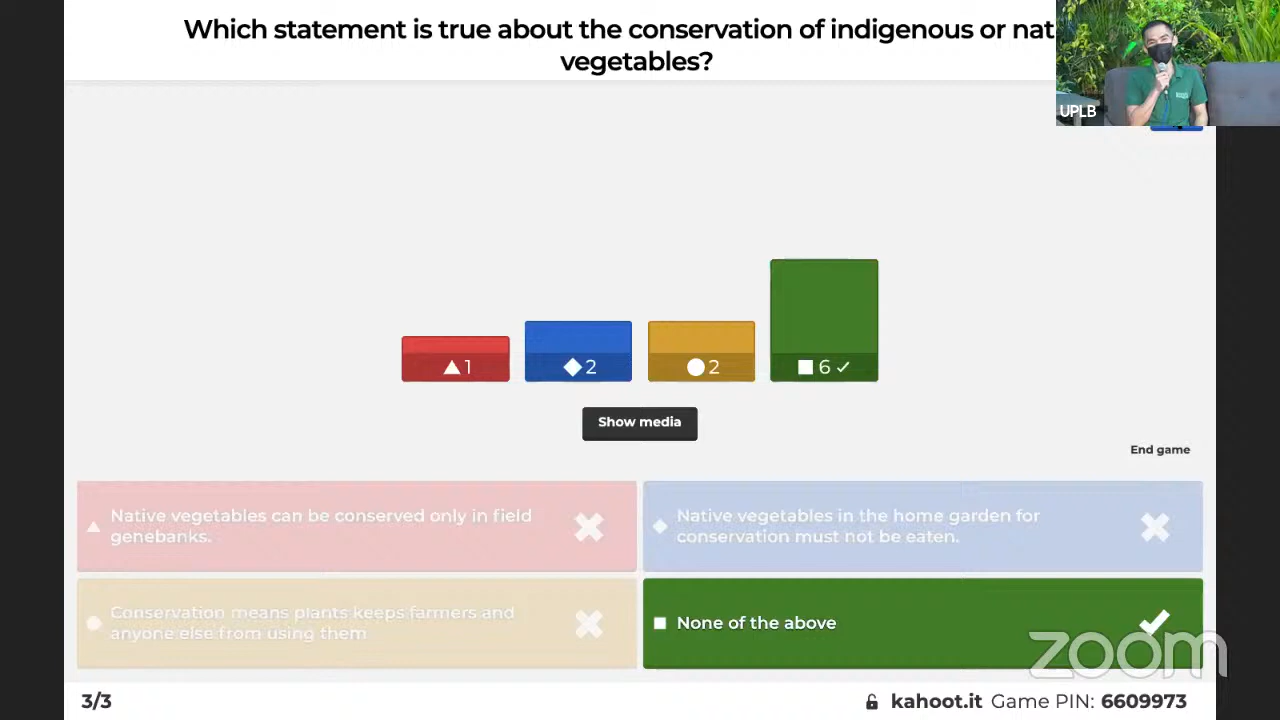 Which statement is true about the conservation of indigenous or nat
vegetables?
UPLB
1
2
2
6
Show media
End game
Native vegetables can be conserved only in field
genebanks.
Native vegetables in the home garden for
conservation must not be eaten.
Conservation means plants keeps farmers and
anyone else from using them
None of the above
zoom
3/3
kahoot.it Game PIN: 6609973